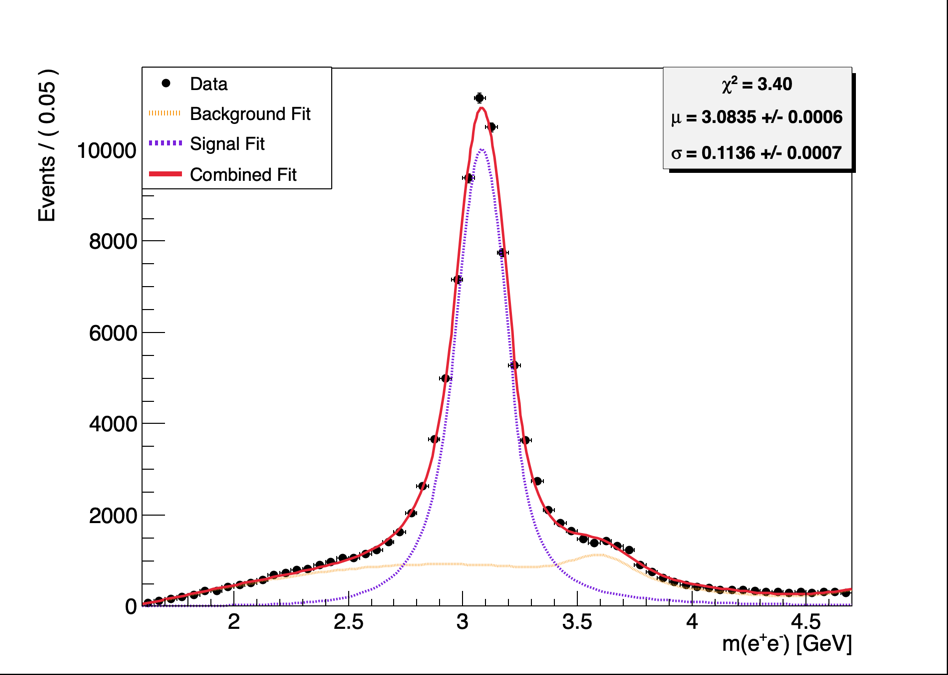 Data
Background Fit
Signal Fit
Combined Fit
χ² = 3.40
μ = 3.0835 +/- 0.0006
σ = 0.1136 +/- 0.0007
Events / ( 0.05 )
10000
8000
6000
4000
2000
0
2 2.5 3 3.5 4 4.5
m(e⁺e⁻) [GeV]